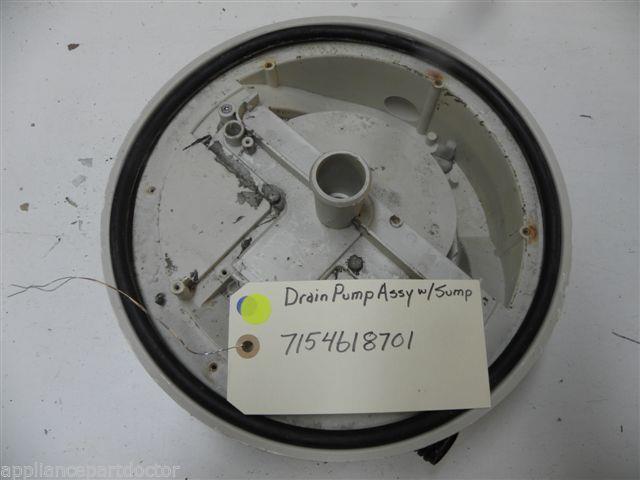 Drain Pump Assy w/ Sump
7154618701
appliancepartdoctor